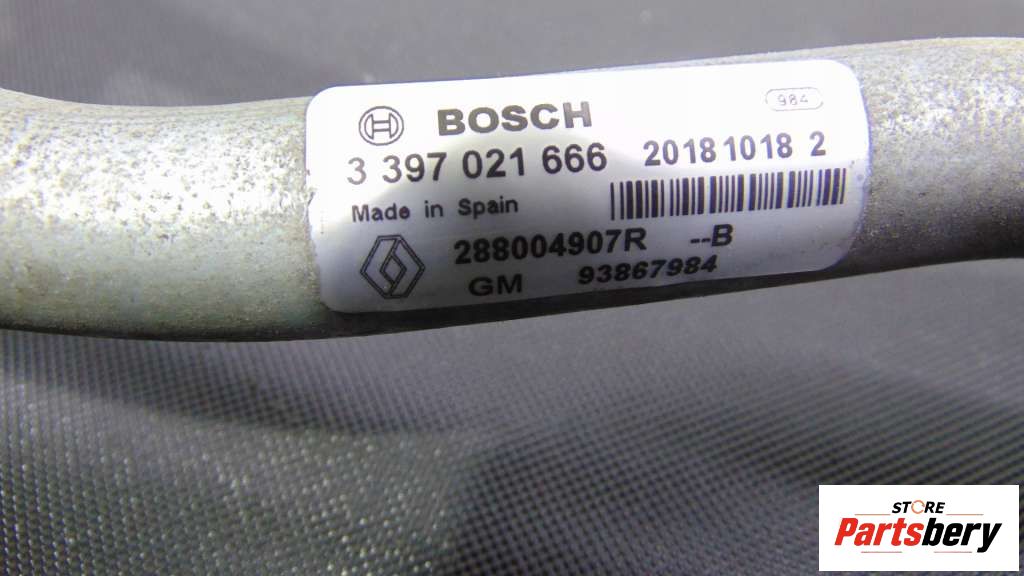 BOSCH
984
3 397 021 666
20181018 2
Made in Spain
288004907R --B
GM 93867984
STORE
Partsbery